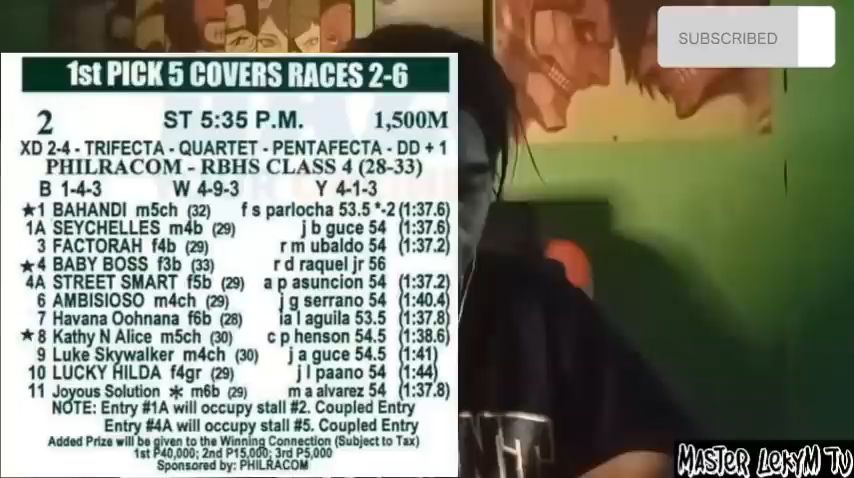 SUBSCRIBED
1st PICK 5 COVERS RACES 2-6
2 ST 5:35 P.M. 1,500M
XD 2-4 - TRIFECTA - QUARTET - PENTAFECTA - DD + 1
PHILRACOM - RBHS CLASS 4 (28-33)
B 1-4-3 W 4-9-3 Y 4-1-3
★1 BAHANDI m5ch (32) f s parlocha 53.5 *-2 (1:37.6)
1A SEYCHELLES m4b (29) j b guce 54 (1:37.6)
3 FACTORAH f4b (29) r m ubaldo 54 (1:37.2)
★4 BABY BOSS f3b (33) r d raquel jr 56
4A STREET SMART f5b (29) a p asuncion 54 (1:37.2)
6 AMBISIOSO m4ch (29) j g serrano 54 (1:40.4)
7 Havana Oohnana f6b (28) ia l aguila 53.5 (1:37.8)
★8 Kathy N Alice m5ch (30) c p henson 54.5 (1:38.6)
9 Luke Skywalker m4ch (30) j a guce 54.5 (1:41)
10 LUCKY HILDA f4gr (29) j l paano 54 (1:44)
11 Joyous Solution * m6b (29) m a alvarez 54 (1:37.8)
NOTE: Entry #1A will occupy stall #2. Coupled Entry
Entry #4A will occupy stall #5. Coupled Entry
Added Prize will be given to the Winning Connection (Subject to Tax)
1st P40,000; 2nd P15,000; 3rd P5,000
Sponsored by: PHILRACOM
MASTER LEKYM TV